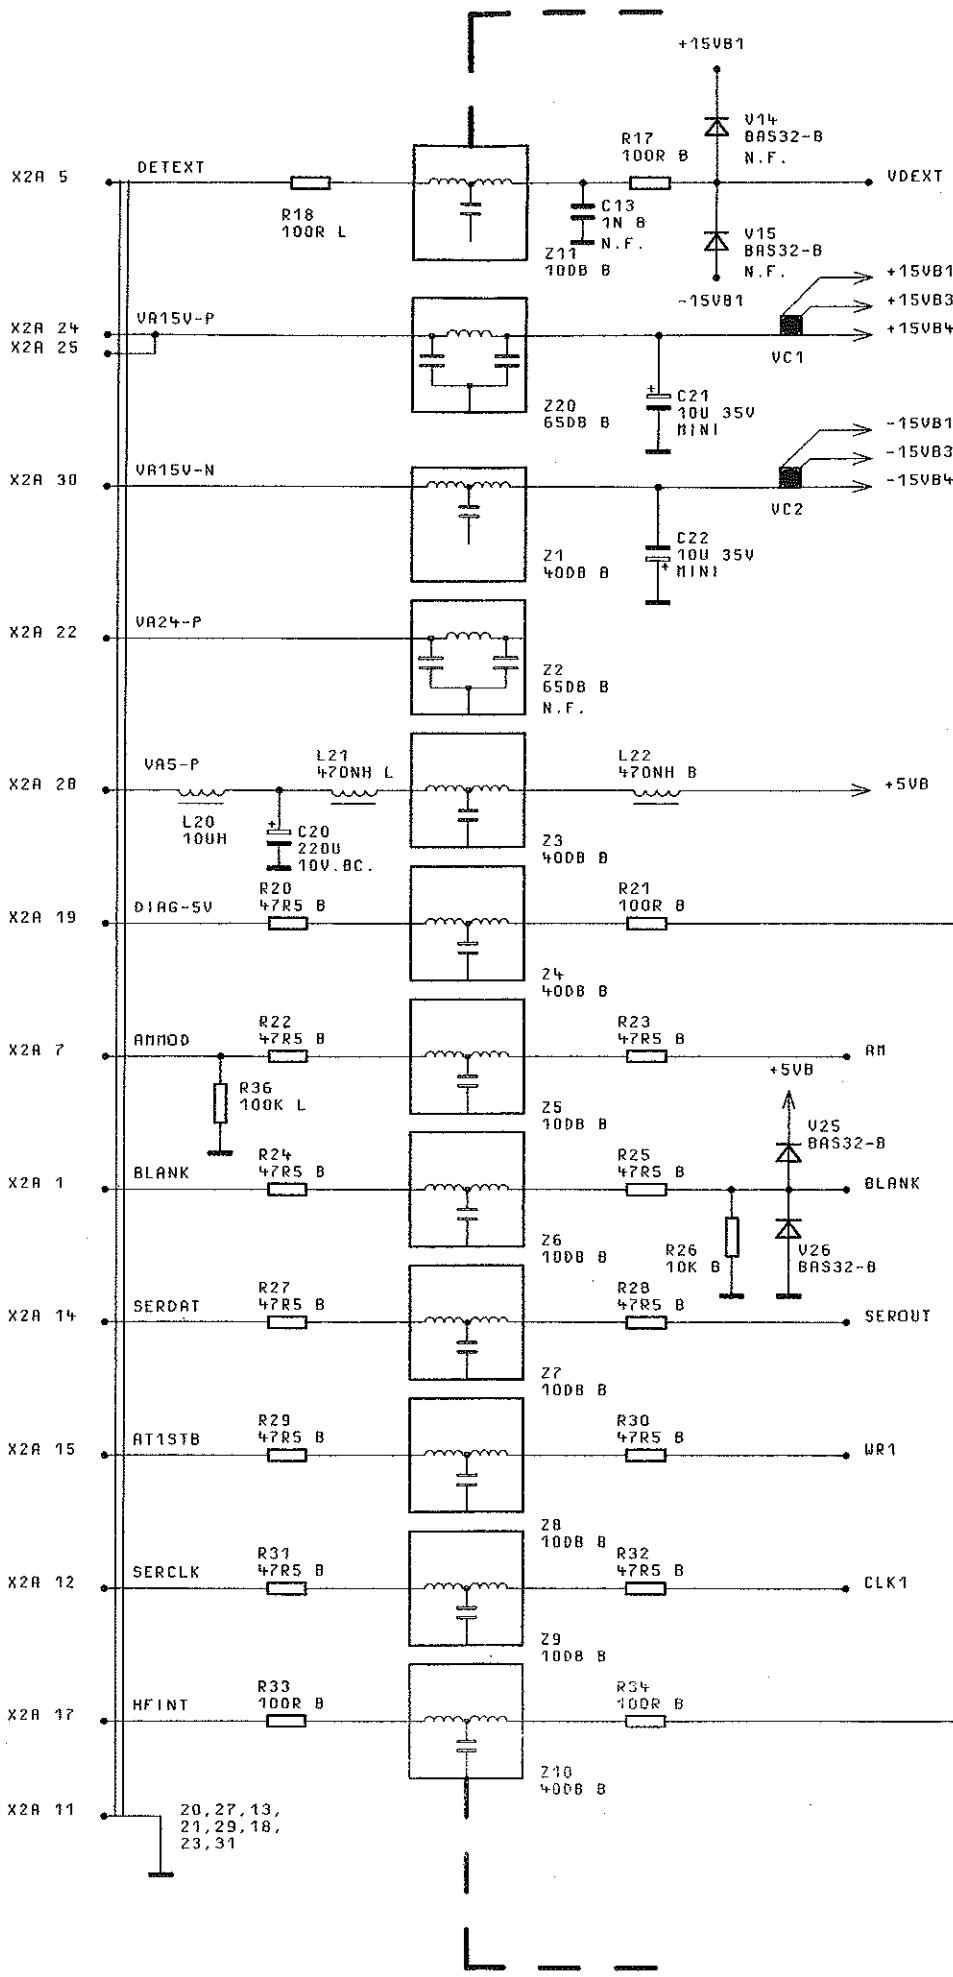 +15VB1
V14
BAS32-B
N.F.
R17
100R B
X2A 5
DETEXT
VDEXT
R18
100R L
C13
1N B
N.F.
V15
BAS32-B
N.F.
Z11
10DB B
-15VB1
+15VB1
+15VB3
+15VB4
X2A 24
X2A 25
VA15V-P
VC1
Z20
65DB B
C21
10U 35V
MINI
-15VB1
-15VB3
-15VB4
X2A 30
VA15V-N
VC2
Z1
40DB B
C22
10U 35V
MINI
X2A 22
VA24-P
Z2
65DB B
N.F.
X2A 28
VA5-P
L21
470NH L
L22
470NH B
+5VB
L20
10UH
C20
220U
10V.BC.
Z3
40DB B
X2A 19
DIAG-5V
R20
47R5 B
R21
100R B
Z4
40DB B
X2A 7
AMMOD
R22
47R5 B
R23
47R5 B
AM
R36
100K L
Z5
10DB B
+5VB
V25
BAS32-B
X2A 1
BLANK
R24
47R5 B
R25
47R5 B
BLANK
Z6
10DB B
R26
10K B
V26
BAS32-B
X2A 14
SERDAT
R27
47R5 B
R28
47R5 B
SEROUT
Z7
10DB B
X2A 15
AT1STB
R29
47R5 B
R30
47R5 B
WR1
Z8
10DB B
X2A 12
SERCLK
R31
47R5 B
R32
47R5 B
CLK1
Z9
10DB B
X2A 17
HFINT
R33
100R B
R34
100R B
Z10
40DB B
X2A 11
20,27,13,
21,29,18,
23,31